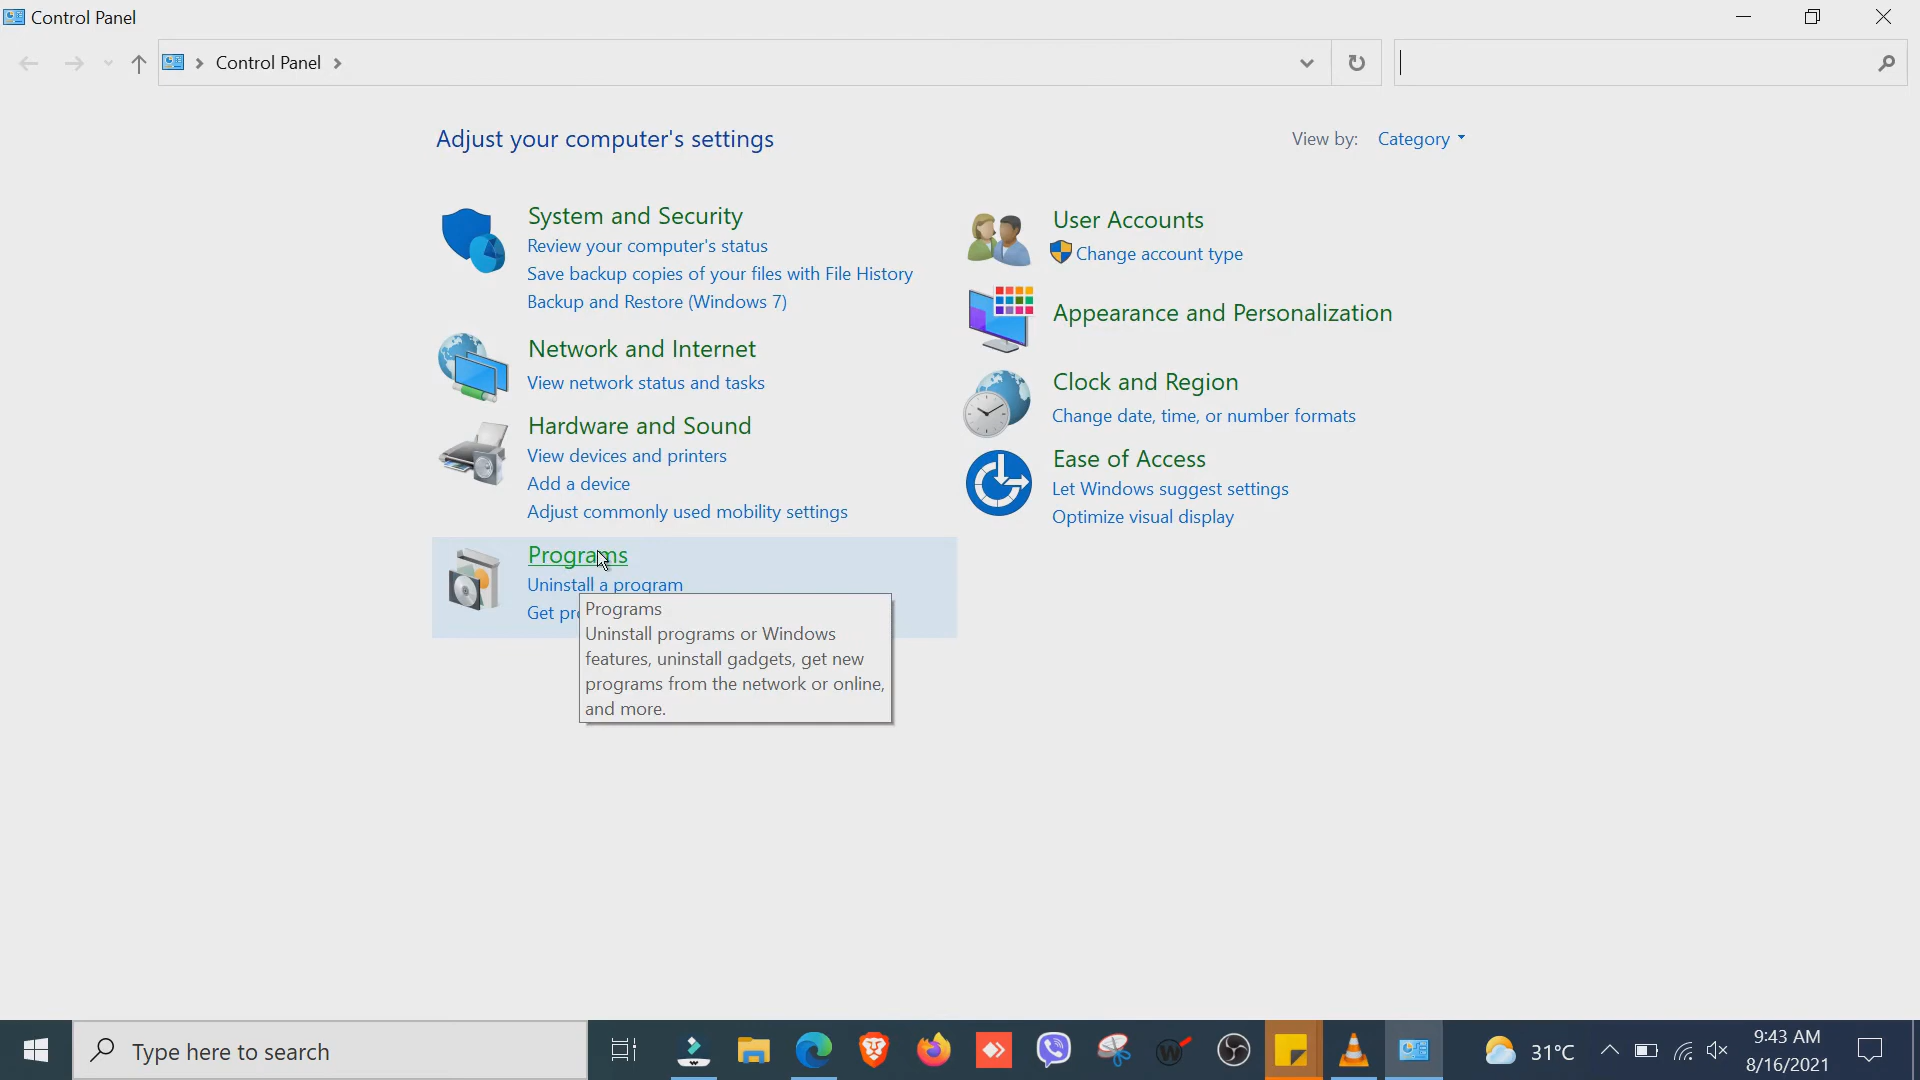 Control Panel
Control Panel
Adjust your computer's settings
View by: Category
System and Security
Review your computer's status
Save backup copies of your files with File History
Backup and Restore (Windows 7)
Network and Internet
View network status and tasks
Hardware and Sound
View devices and printers
Add a device
Adjust commonly used mobility settings
Programs
Uninstall a program
Get pr
Programs
Uninstall programs or Windows
features, uninstall gadgets, get new
programs from the network or online,
and more.
User Accounts
Change account type
Appearance and Personalization
Clock and Region
Change date, time, or number formats
Ease of Access
Let Windows suggest settings
Optimize visual display
Type here to search
W
31°C
9:43 AM
8/16/2021